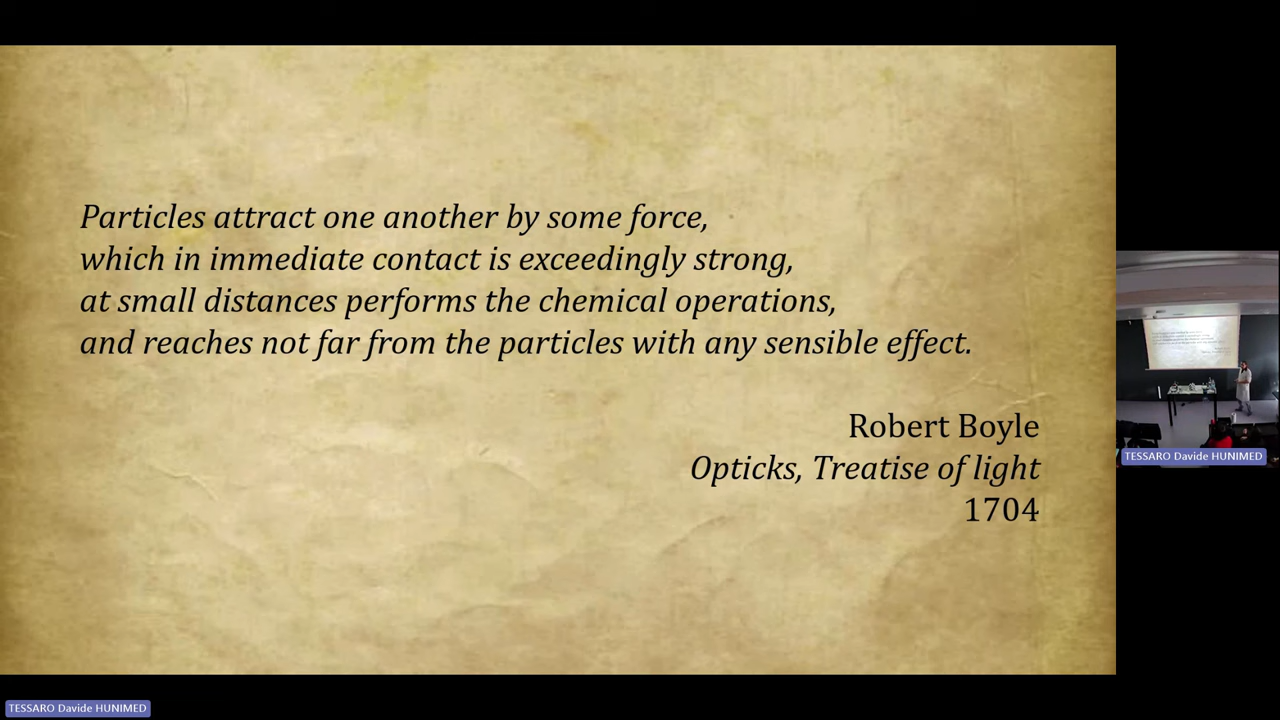 Particles attract one another by some force,
which in immediate contact is exceedingly strong,
at small distances performs the chemical operations,
and reaches not far from the particles with any sensible effect.
Robert Boyle
Opticks, Treatise of light
1704
TESSARO Davide HUNIMED
TESSARO Davide HUNIMED